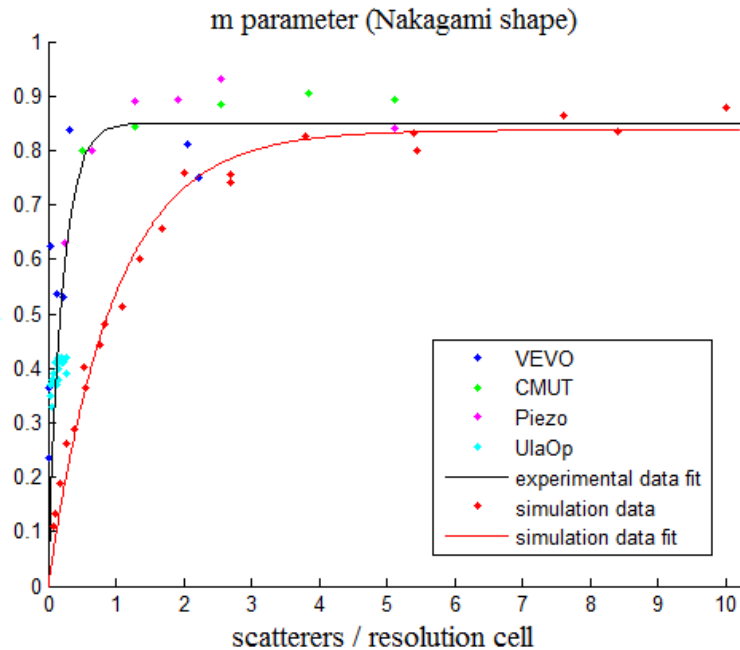 m parameter (Nakagami shape)
1
0.9
0.8
0.7
0.6
0.5
0.4
0.3
0.2
0.1
0
VEVO
CMUT
Piezo
UlaOp
experimental data fit
simulation data
simulation data fit
0 1 2 3 4 5 6 7 8 9 10
scatterers / resolution cell